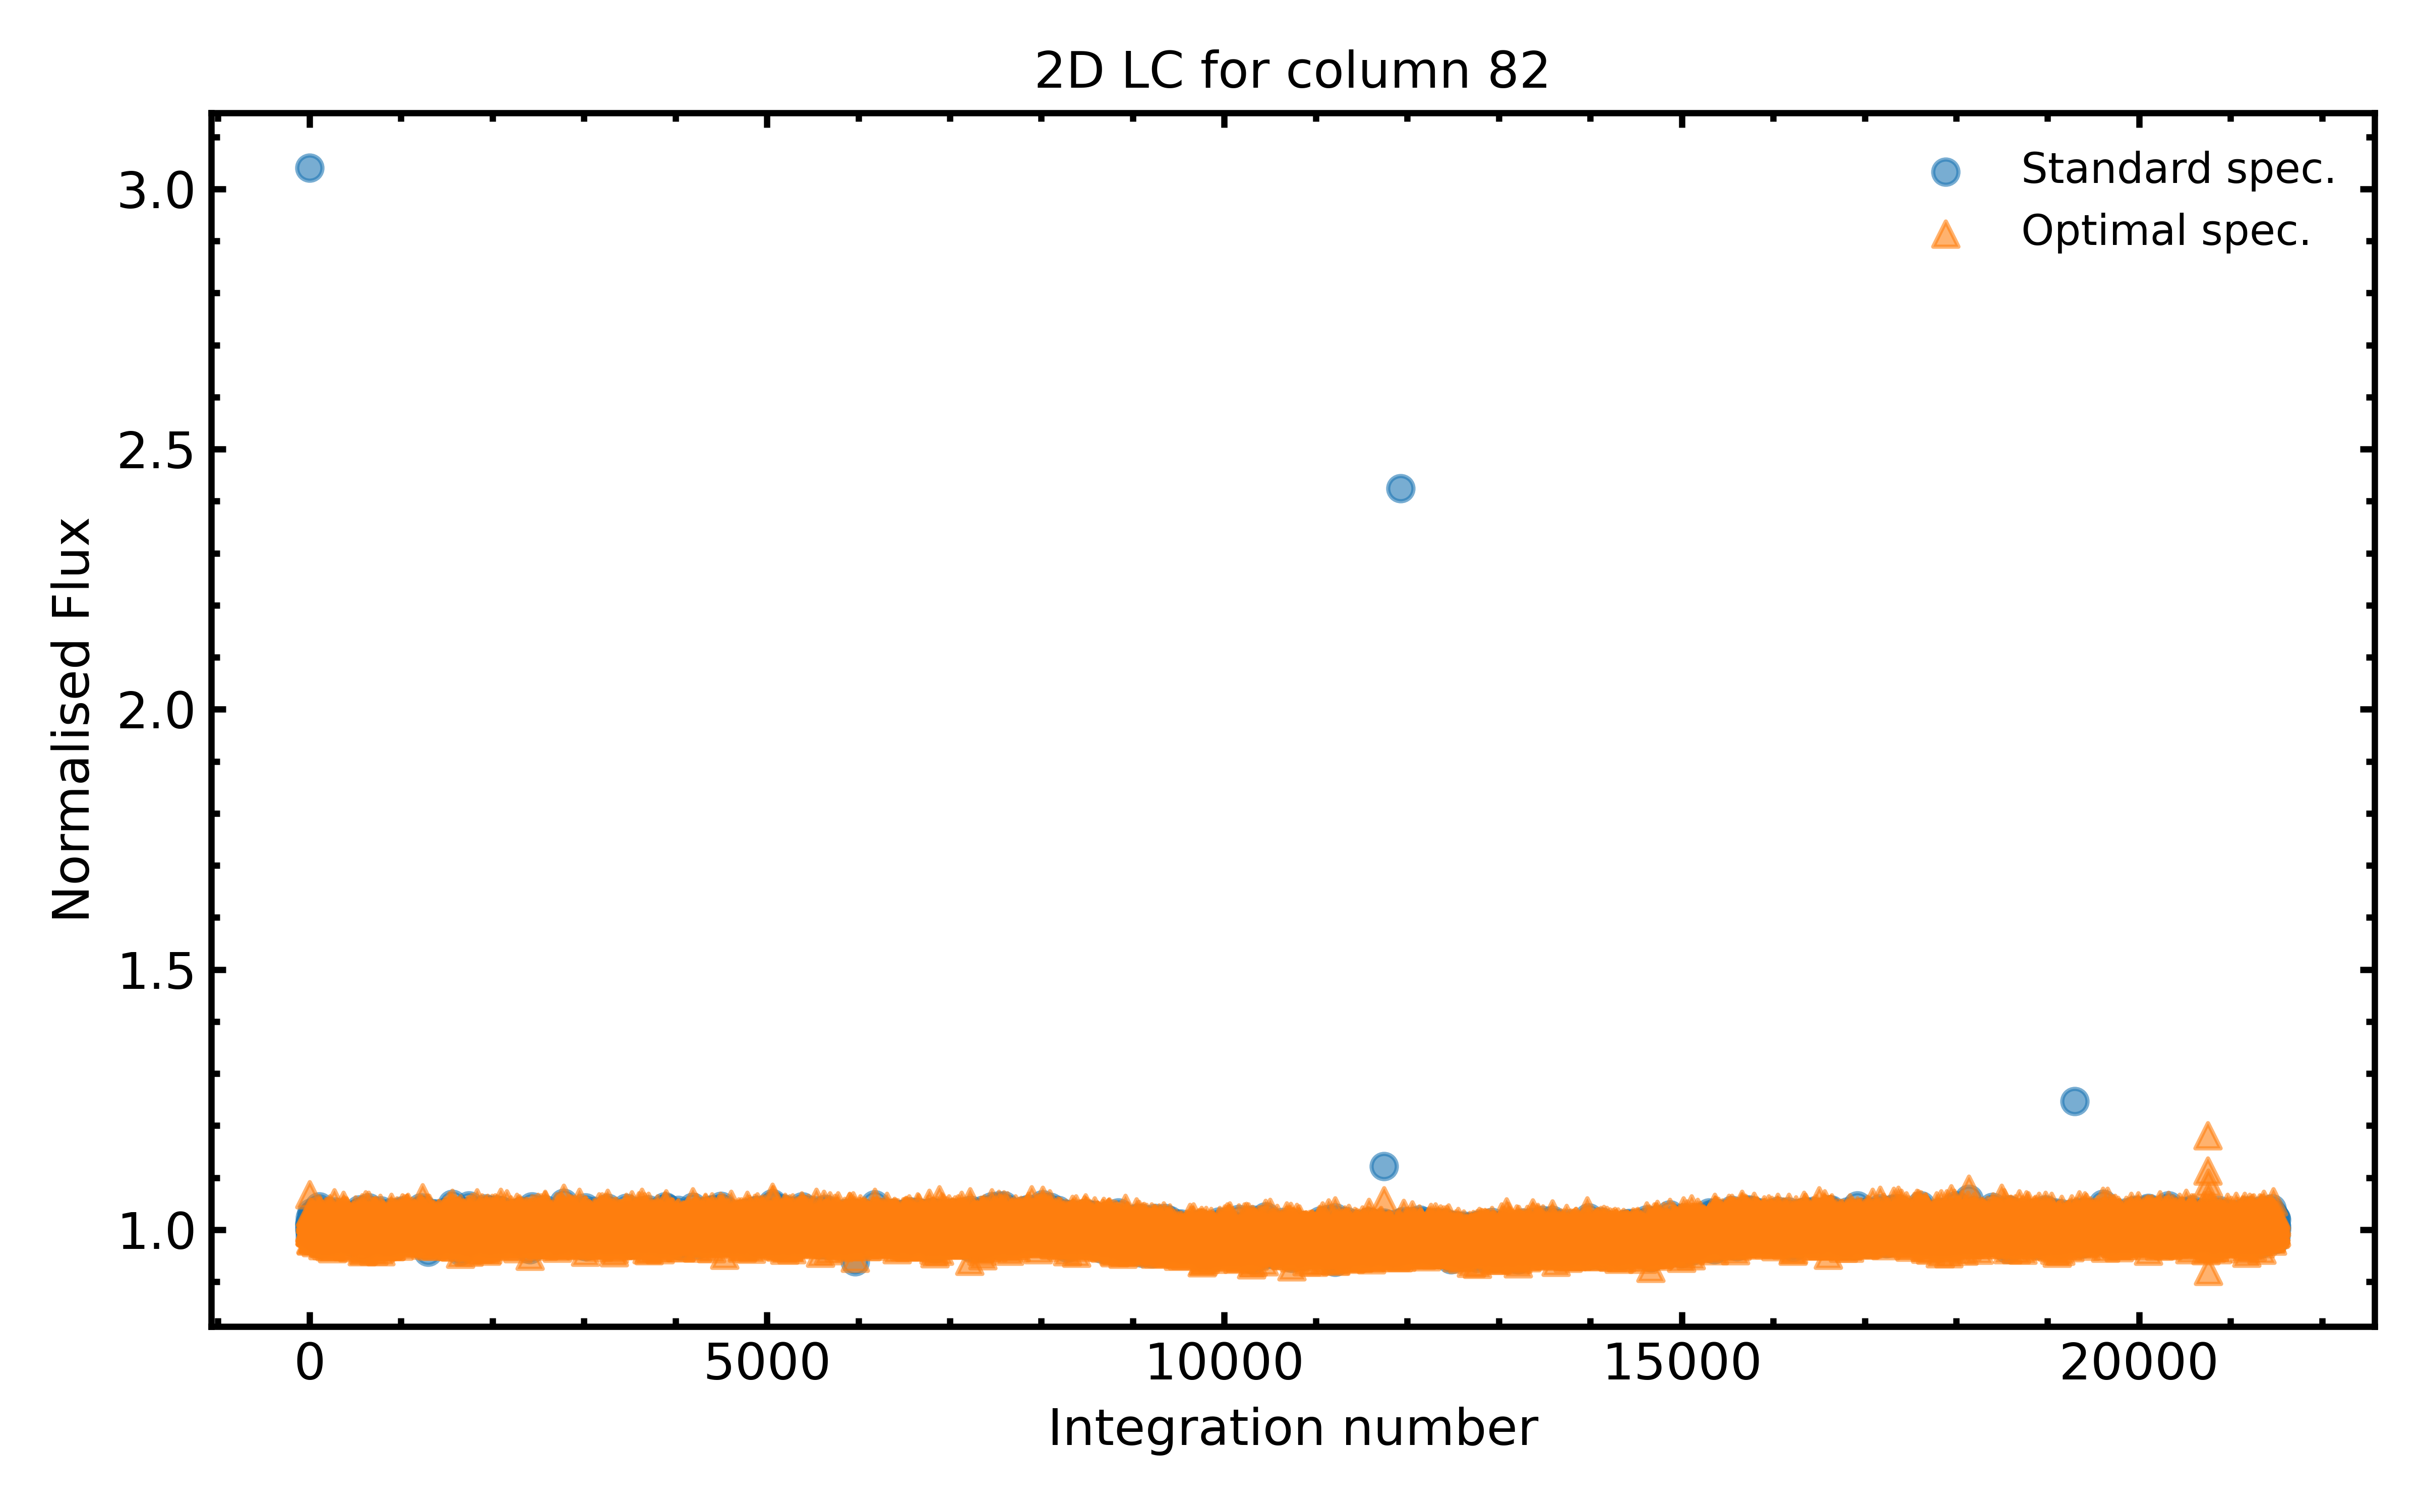 2D LC for column 82
Standard spec.
Optimal spec.
3.0
2.5
2.0
1.5
1.0
Normalised Flux
0 5000 10000 15000 20000
Integration number